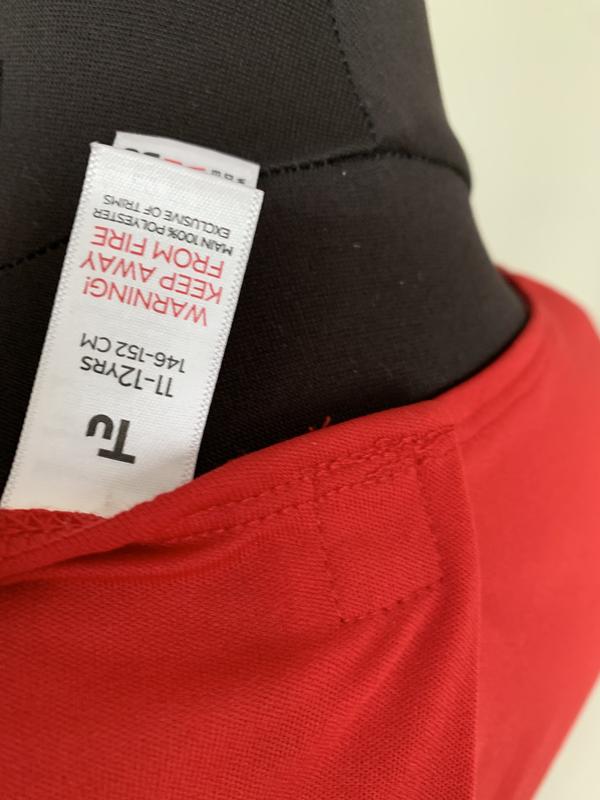 Tu
11-12YRS
146-152 CM
WARNING!
KEEP AWAY
FROM FIRE
MAIN 100% POLYESTER
EXCLUSIVE OF TRIMS